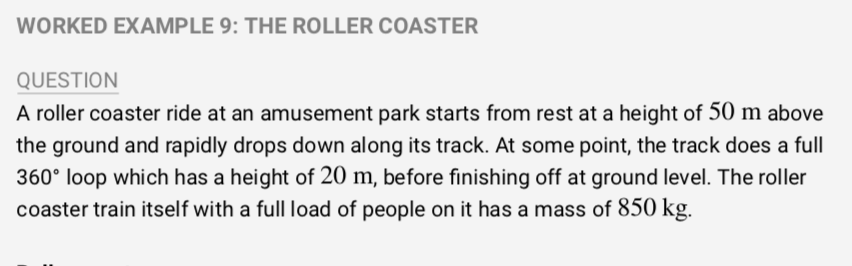 WORKED EXAMPLE 9: THE ROLLER COASTER
QUESTION
A roller coaster ride at an amusement park starts from rest at a height of 50 m above
the ground and rapidly drops down along its track. At some point, the track does a full
360° loop which has a height of 20 m, before finishing off at ground level. The roller
coaster train itself with a full load of people on it has a mass of 850 kg.